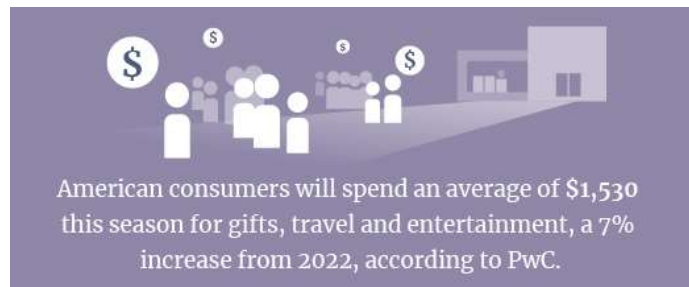 $
$
$
$
American consumers will spend an average of $1,530
this season for gifts, travel and entertainment, a 7%
increase from 2022, according to PwC.